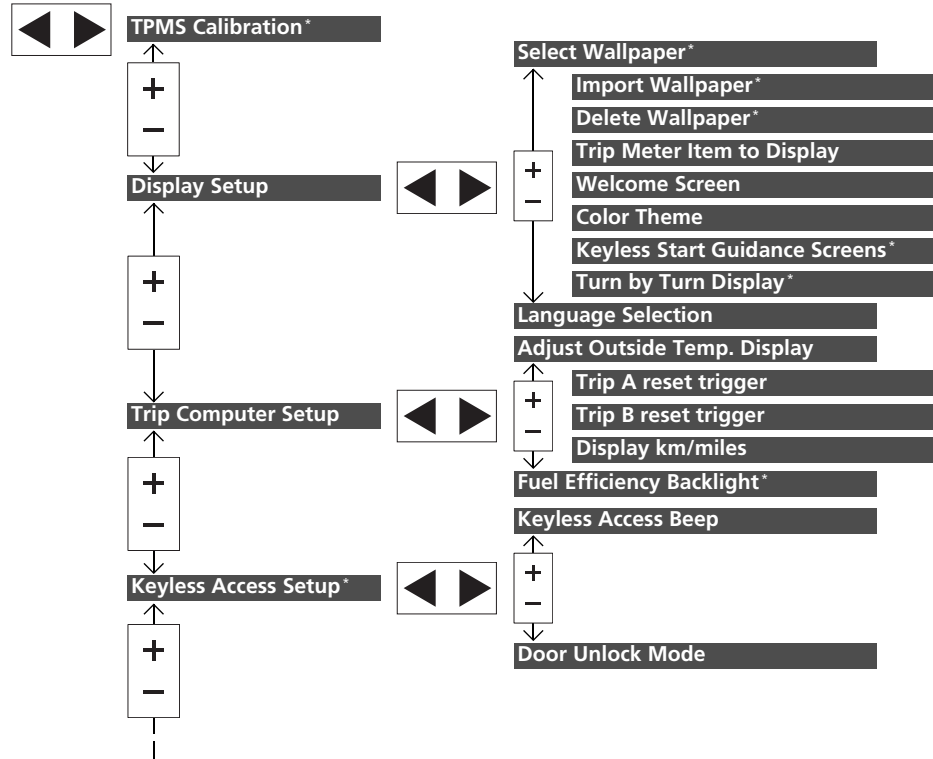 TPMS Calibration*
+
−
Display Setup
+
−
Trip Computer Setup
+
−
Keyless Access Setup*
+
−
Select Wallpaper*
Import Wallpaper*
Delete Wallpaper*
Trip Meter Item to Display
+
−
Welcome Screen
Color Theme
Keyless Start Guidance Screens*
Turn by Turn Display*
Language Selection
Adjust Outside Temp. Display
+
−
Trip A reset trigger
Trip B reset trigger
Display km/miles
Fuel Efficiency Backlight*
Keyless Access Beep
+
−
Door Unlock Mode